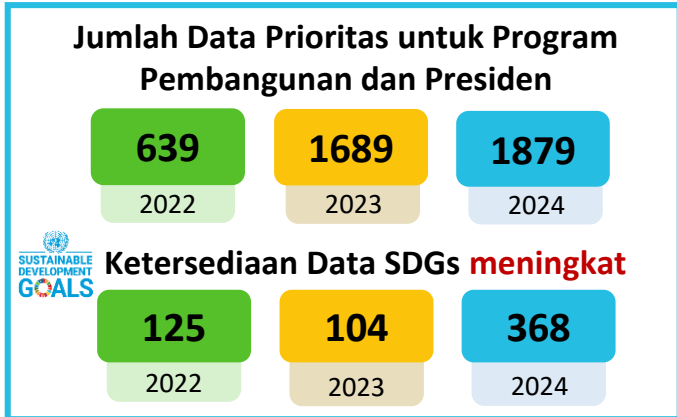 Jumlah Data Prioritas untuk Program
Pembangunan dan Presiden
639 1689 1879
2022 2023 2024
SUSTAINABLE
DEVELOPMENT
GOALS
Ketersediaan Data SDGs meningkat
125 104 368
2022 2023 2024